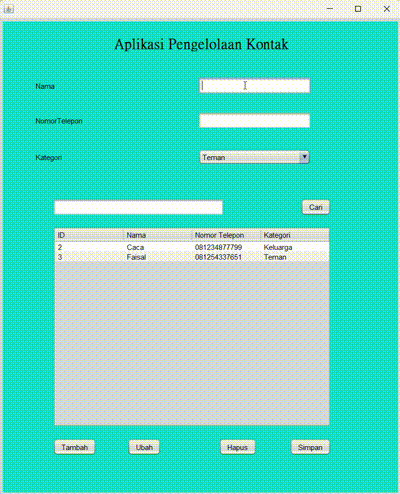 Aplikasi Pengelolaan Kontak
Nama
NomorTelepon
Kategori Teman
Cari
ID Nama Nomor Telepon Kategori
2 Caca 081234877799 Keluarga
3 Faisal 081254337651 Teman
Tambah Ubah Hapus Simpan